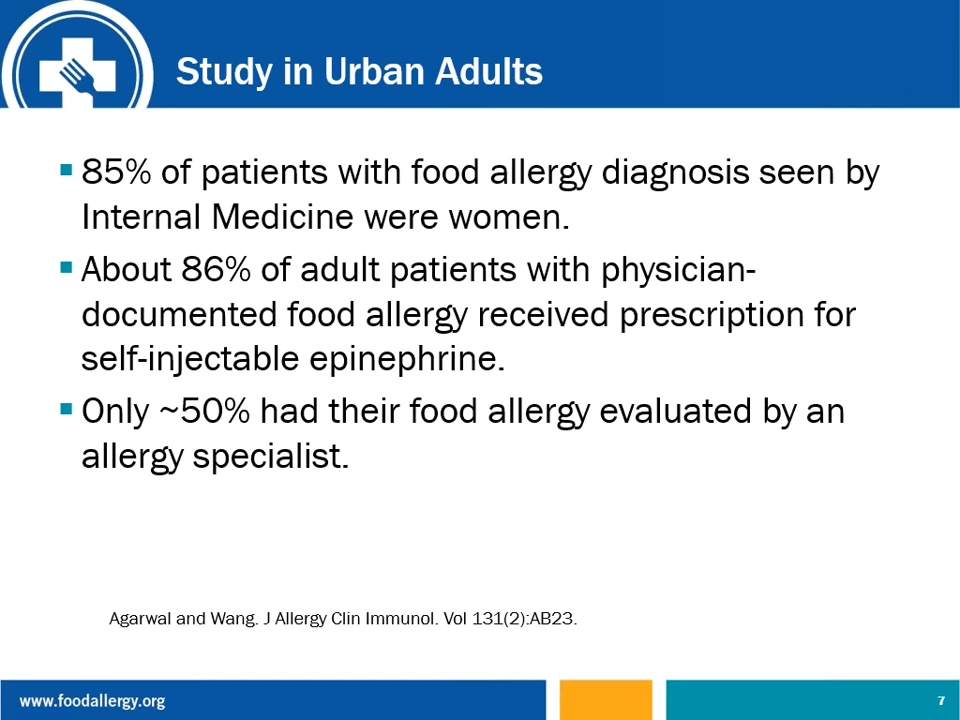 Study in Urban Adults
▪ 85% of patients with food allergy diagnosis seen by
Internal Medicine were women.
▪ About 86% of adult patients with physician-
documented food allergy received prescription for
self-injectable epinephrine.
▪ Only ~50% had their food allergy evaluated by an
allergy specialist.
Agarwal and Wang. J Allergy Clin Immunol. Vol 131(2):AB23.
www.foodallergy.org
7